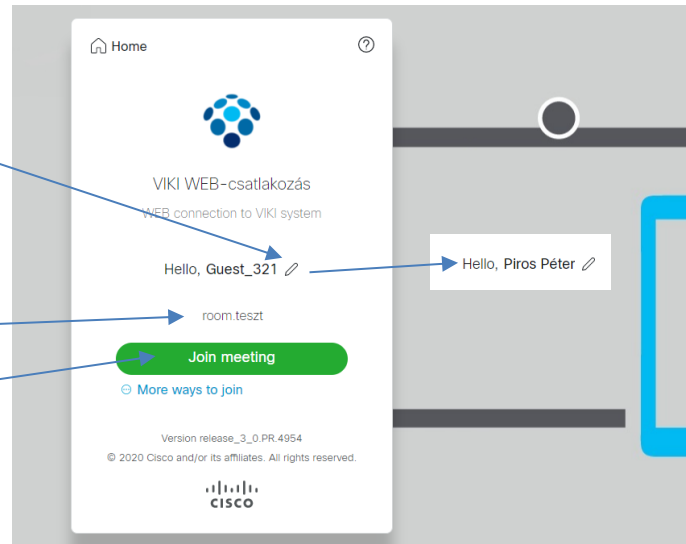 Home
VIKI WEB-csatlakozás
WEB connection to VIKI system
Hello, Guest_321
Hello, Piros Péter
room.teszt
Join meeting
More ways to join
Version release_3_0.PR.4954
© 2020 Cisco and/or its affiliates. All rights reserved.
CISCO